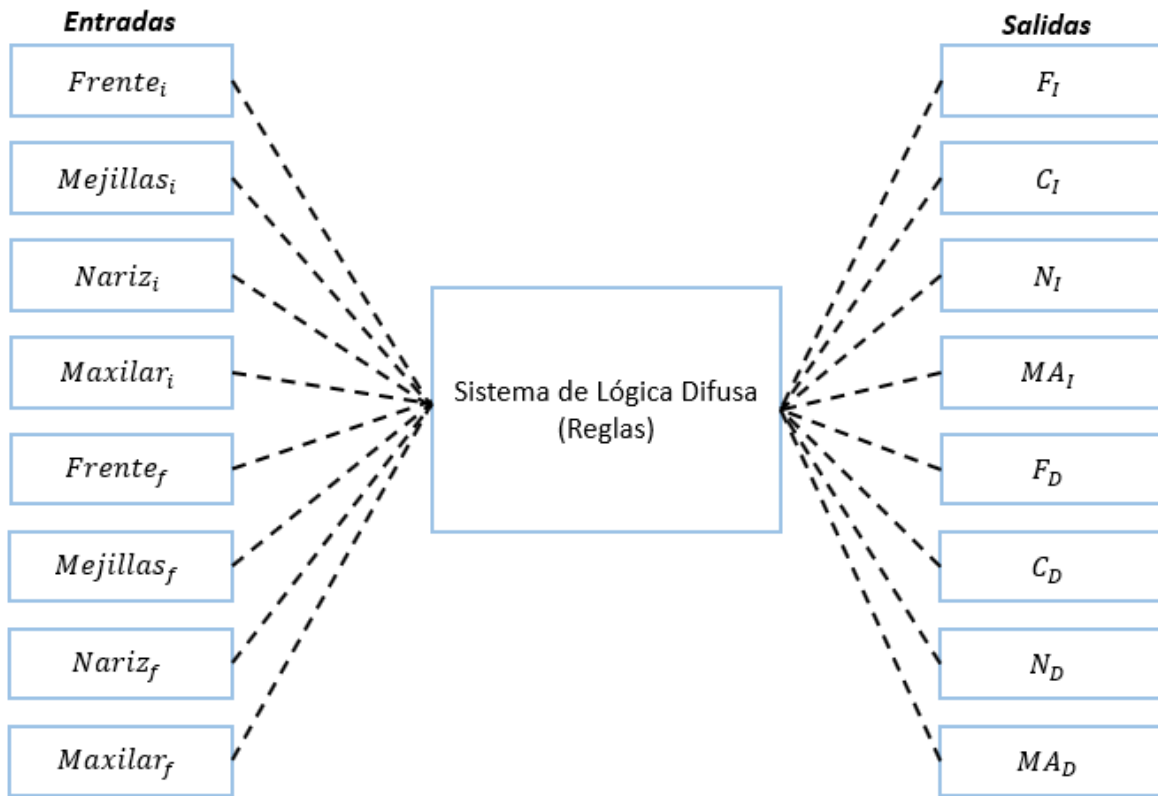 Entradas
Frente_i
Mejillas_i
Nariz_i
Maxilar_i
Frente_f
Mejillas_f
Nariz_f
Maxilar_f
Sistema de Lógica Difusa
(Reglas)
Salidas
F_I
C_I
N_I
MA_I
F_D
C_D
N_D
MA_D